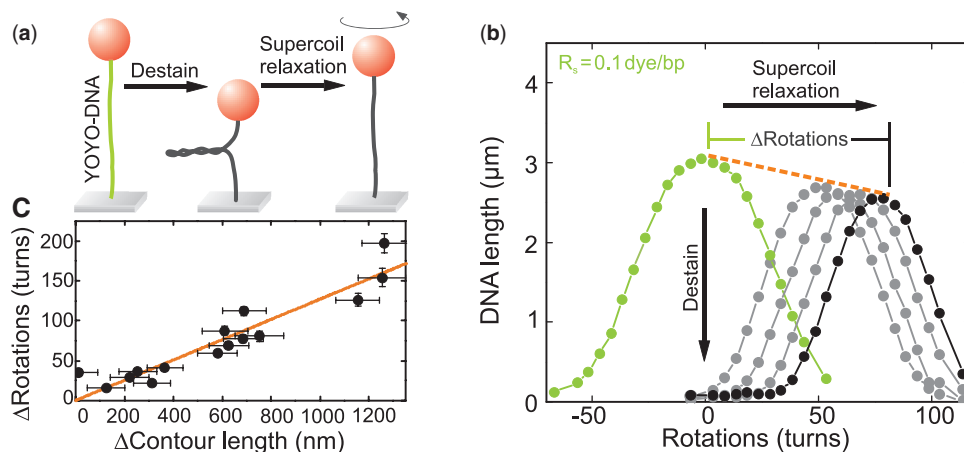 (a)
YOYO-DNA
Destain
Supercoil
relaxation
(b)
R_s = 0.1 dye/bp
Supercoil
relaxation
ΔRotations
Destain
DNA length (μm)
4
3
2
1
0
-50
0
50
100
Rotations (turns)
C
ΔRotations (turns)
200
150
100
50
0
0
200
400
600
800
1000
1200
ΔContour length (nm)